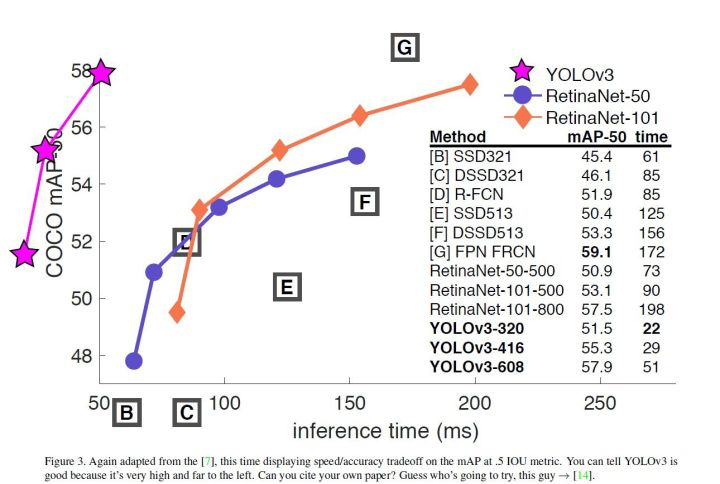 G
58
YOLOv3
RetinaNet-50
RetinaNet-101
56
Method mAP-50 time
[B] SSD321 45.4 61
[C] DSSD321 46.1 85
54
[D] R-FCN 51.9 85
F
[E] SSD513 50.4 125
[F] DSSD513 53.3 156
COCO mAP-50
52
D
[G] FPN FRCN 59.1 172
RetinaNet-50-500 50.9 73
E
RetinaNet-101-500 53.1 90
50
RetinaNet-101-800 57.5 198
YOLOv3-320 51.5 22
YOLOv3-416 55.3 29
48
YOLOv3-608 57.9 51
50 100 150 200 250
B C
inference time (ms)
Figure 3. Again adapted from the [7], this time displaying speed/accuracy tradeoff on the mAP at .5 IOU metric. You can tell YOLOv3 is
good because it's very high and far to the left. Can you cite your own paper? Guess who's going to try, this guy → [14].